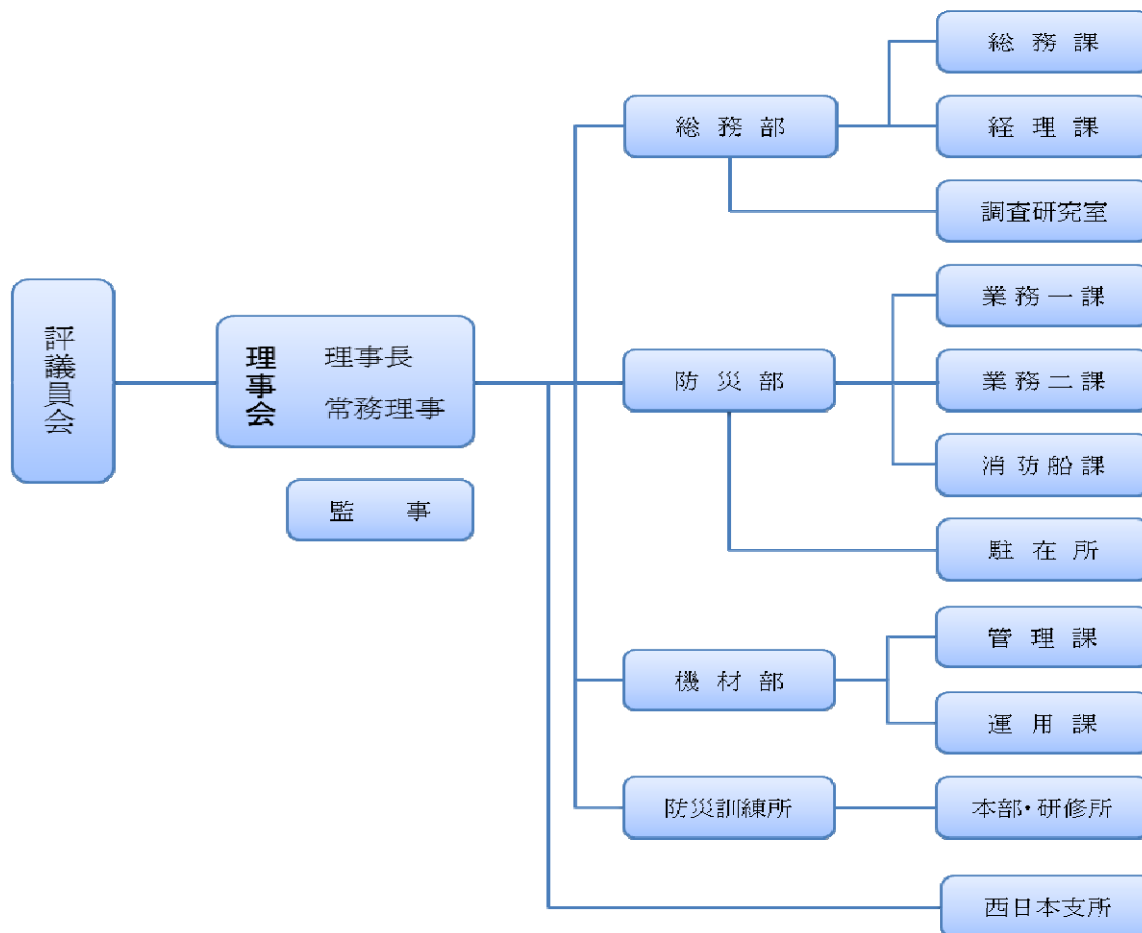 評議員会
理事会
理事長
常務理事
監事
総務部
総務課
経理課
調査研究室
防災部
業務一課
業務二課
消防船課
駐在所
機材部
管理課
運用課
防災訓練所
本部・研修所
西日本支所